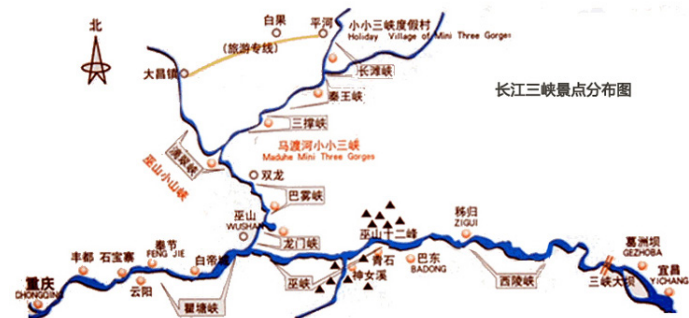 北
白果
平河
小小三峡度假村
Holiday Village of Mini Three Gorges
(旅游专线)
大昌镇
长滩峡
秦王峡
长江三峡景点分布图
三撑峡
马渡河小小三峡
Maduhe Mini Three Gorges
滴翠峡
巫山小山峡
双龙
巴雾峡
巫山
WUSHAN
龙门峡
巫山十二峰
秭归
ZIGUI
奉节
FENG JIE
白帝城
丰都
石宝寨
云阳
重庆
CHONGQING
瞿塘峡
巫峡
青石
神女溪
巴东
BADONG
西陵峡
葛洲坝
GEZHOBA
三峡大坝
宜昌
YICHANG